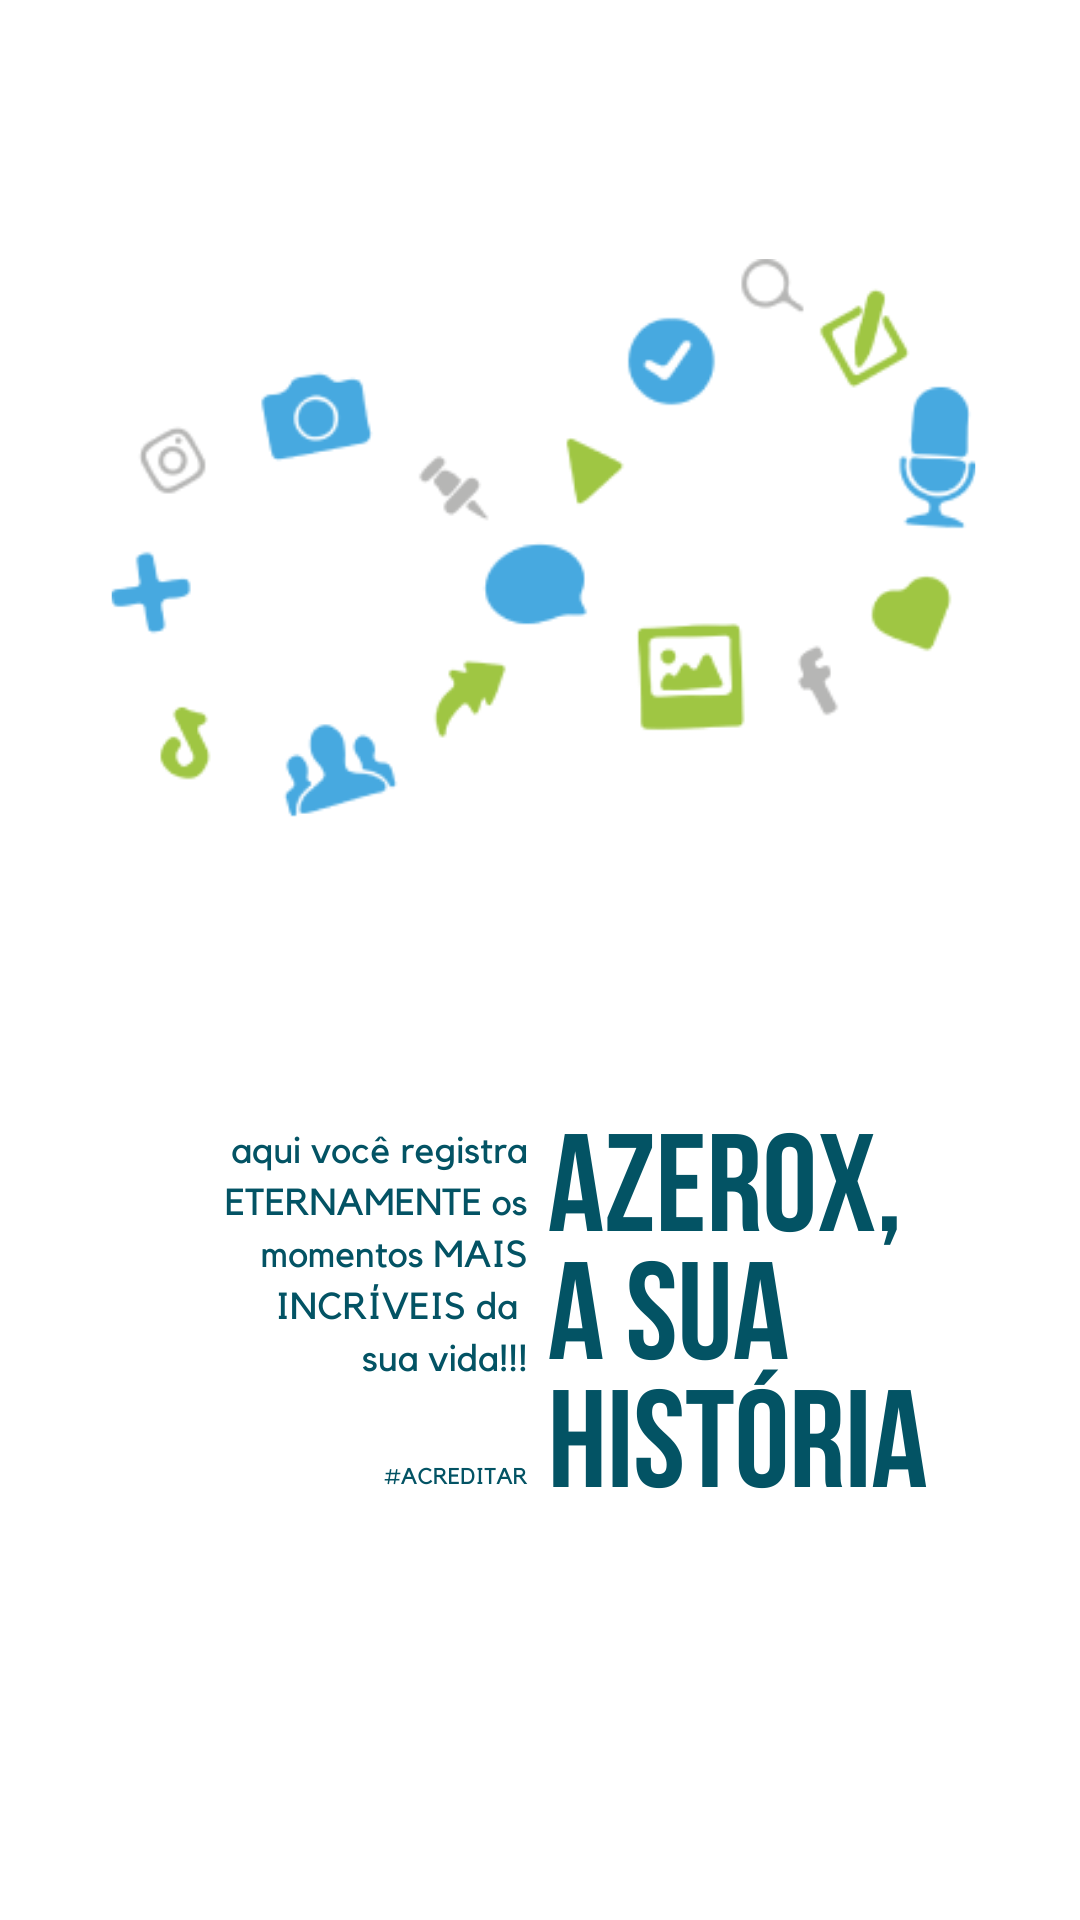 aqui você registra
ETERNAMENTE os
momentos MAIS
INCRÍVEIS da
sua vida!!!
#ACREDITAR
AZEROX,
A SUA
HISTÓRIA